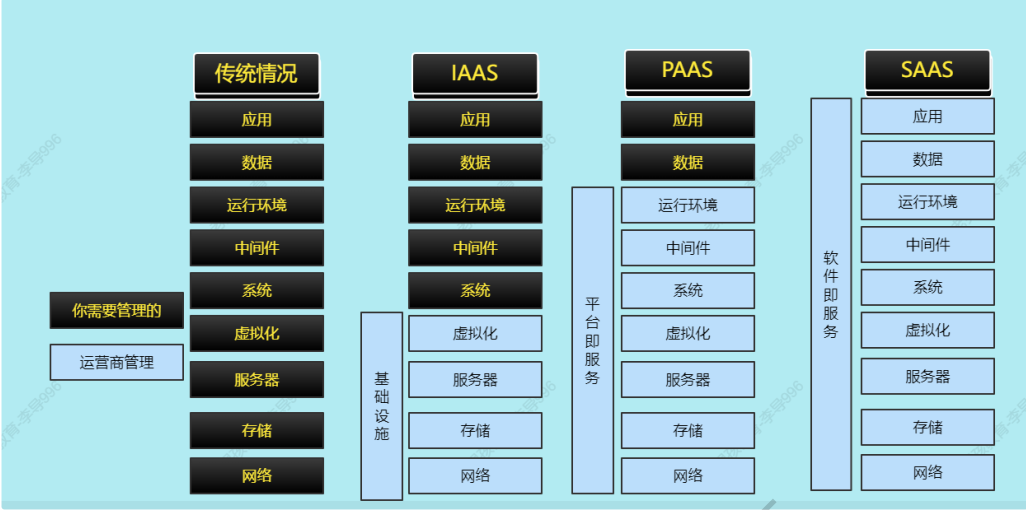 传统情况
应用
数据
运行环境
中间件
系统
虚拟化
服务器
存储
网络
你需要管理的
运营商管理
IAAS
应用
数据
运行环境
中间件
系统
基础设施
虚拟化
服务器
存储
网络
PAAS
应用
数据
平台即服务
运行环境
中间件
系统
虚拟化
服务器
存储
网络
SAAS
软件即服务
应用
数据
运行环境
中间件
系统
虚拟化
服务器
存储
网络